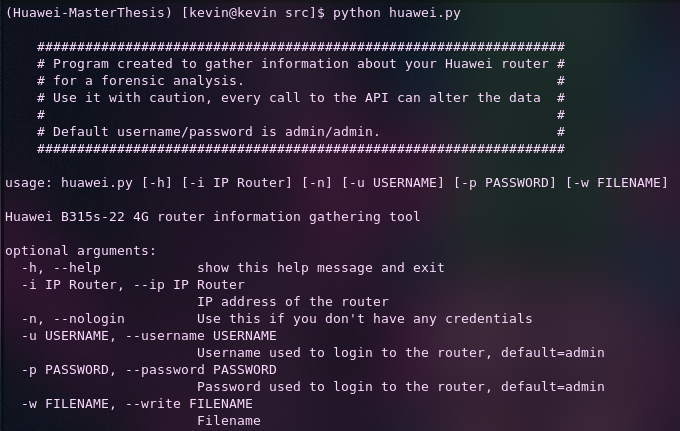 (Huawei-MasterThesis) [kevin@kevin src]$ python huawei.py
##################################################################
# Program created to gather information about your Huawei router #
# for a forensic analysis.                                       #
# Use it with caution, every call to the API can alter the data  #
#                                                                #
# Default username/password is admin/admin.                      #
##################################################################
usage: huawei.py [-h] [-i IP Router] [-n] [-u USERNAME] [-p PASSWORD] [-w FILENAME]
Huawei B315s-22 4G router information gathering tool
optional arguments:
  -h, --help            show this help message and exit
  -i IP Router, --ip IP Router
                        IP address of the router
  -n, --nologin         Use this if you don't have any credentials
  -u USERNAME, --username USERNAME
                        Username used to login to the router, default=admin
  -p PASSWORD, --password PASSWORD
                        Password used to login to the router, default=admin
  -w FILENAME, --write FILENAME
                        Filename